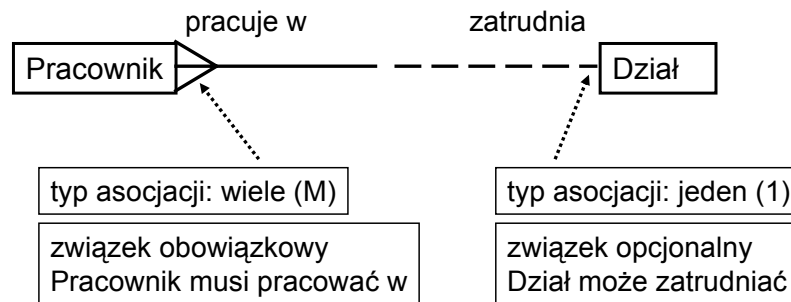 pracuje w
zatrudnia
Pracownik
Dział
typ asocjacji: wiele (M)
typ asocjacji: jeden (1)
związek obowiązkowy
Pracownik musi pracować w
związek opcjonalny
Dział może zatrudniać